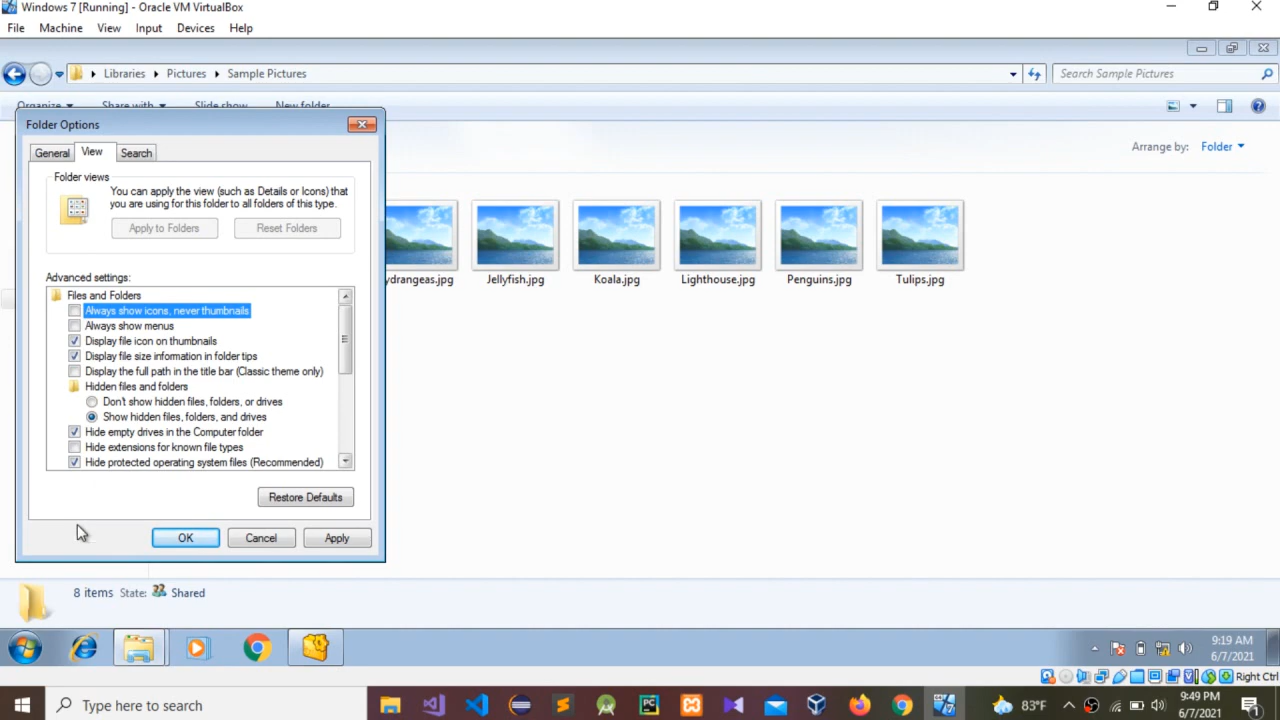 Windows 7 [Running] - Oracle VM VirtualBox
File Machine View Input Devices Help
Libraries Pictures Sample Pictures
Search Sample Pictures
Organize Share with Slide show New folder
Folder Options
General View Search
Arrange by: Folder
Folder views
You can apply the view (such as Details or Icons) that
you are using for this folder to all folders of this type.
Apply to Folders Reset Folders
ydrangeas.jpg Jellyfish.jpg Koala.jpg Lighthouse.jpg Penguins.jpg Tulips.jpg
Advanced settings:
Files and Folders
Always show icons, never thumbnails
Always show menus
Display file icon on thumbnails
Display file size information in folder tips
Display the full path in the title bar (Classic theme only)
Hidden files and folders
Don't show hidden files, folders, or drives
Show hidden files, folders, and drives
Hide empty drives in the Computer folder
Hide extensions for known file types
Hide protected operating system files (Recommended)
Restore Defaults
OK Cancel Apply
8 items State: Shared
9:19 AM
6/7/2021
Right Ctrl
Type here to search
PC
83°F
9:49 PM
6/7/2021
1